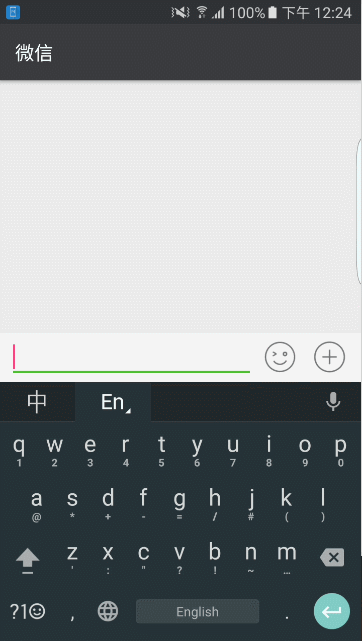 100% 下午 12:24
微信
中 En
q w e r t y u i o p
1 2 3 4 5 6 7 8 9 0
a s d f g h j k l
@ * + - = / # ( )
z x c v b n m
' : " ? ! ~ …
?1☺ , English .